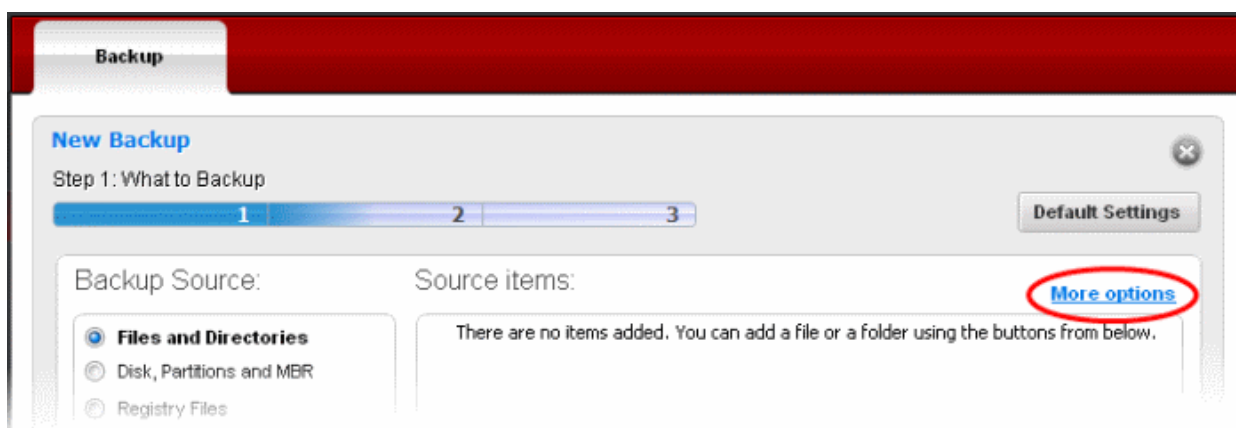 Backup
New Backup
Step 1: What to Backup
1 2 3
Default Settings
Backup Source:
Source items:
More options
Files and Directories
There are no items added. You can add a file or a folder using the buttons from below.
Disk, Partitions and MBR
Registry Files